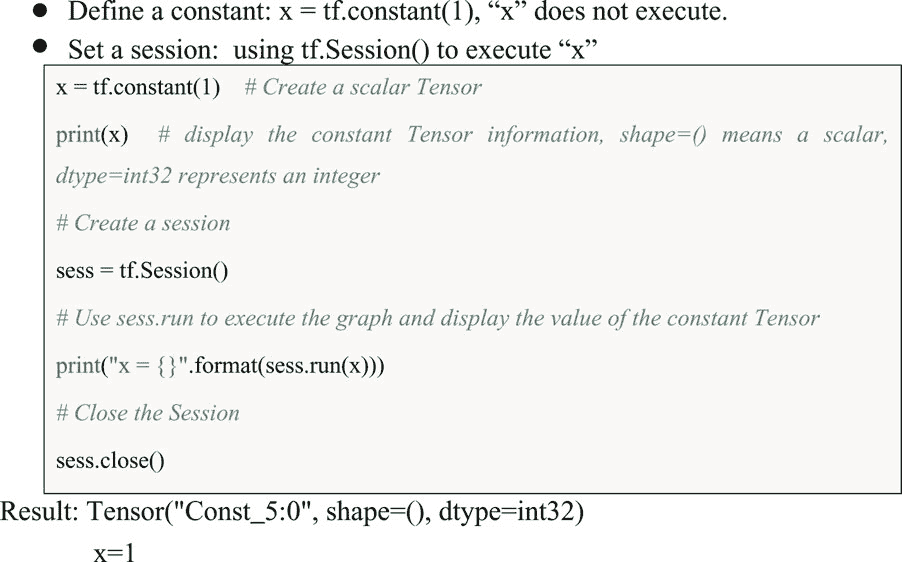 ● Define a constant: x = tf.constant(1), “x” does not execute.
● Set a session: using tf.Session() to execute “x”
x = tf.constant(1) # Create a scalar Tensor
print(x) # display the constant Tensor information, shape=() means a scalar,
dtype=int32 represents an integer
# Create a session
sess = tf.Session()
# Use sess.run to execute the graph and display the value of the constant Tensor
print("x = {}".format(sess.run(x)))
# Close the Session
sess.close()
Result: Tensor("Const_5:0", shape=(), dtype=int32)
x=1